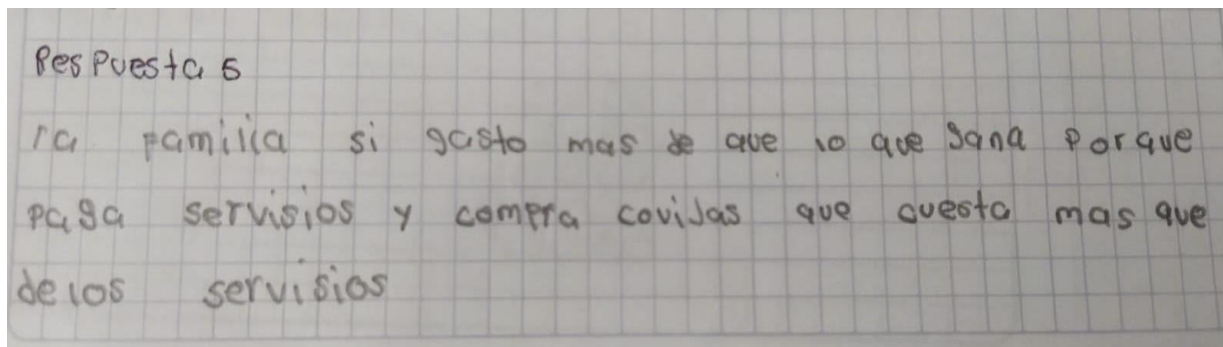 Respuesta 5
la familia si gasto mas de que lo que gana Porque
paga servisios y compra covijas que cuesta mas que
de los servisios